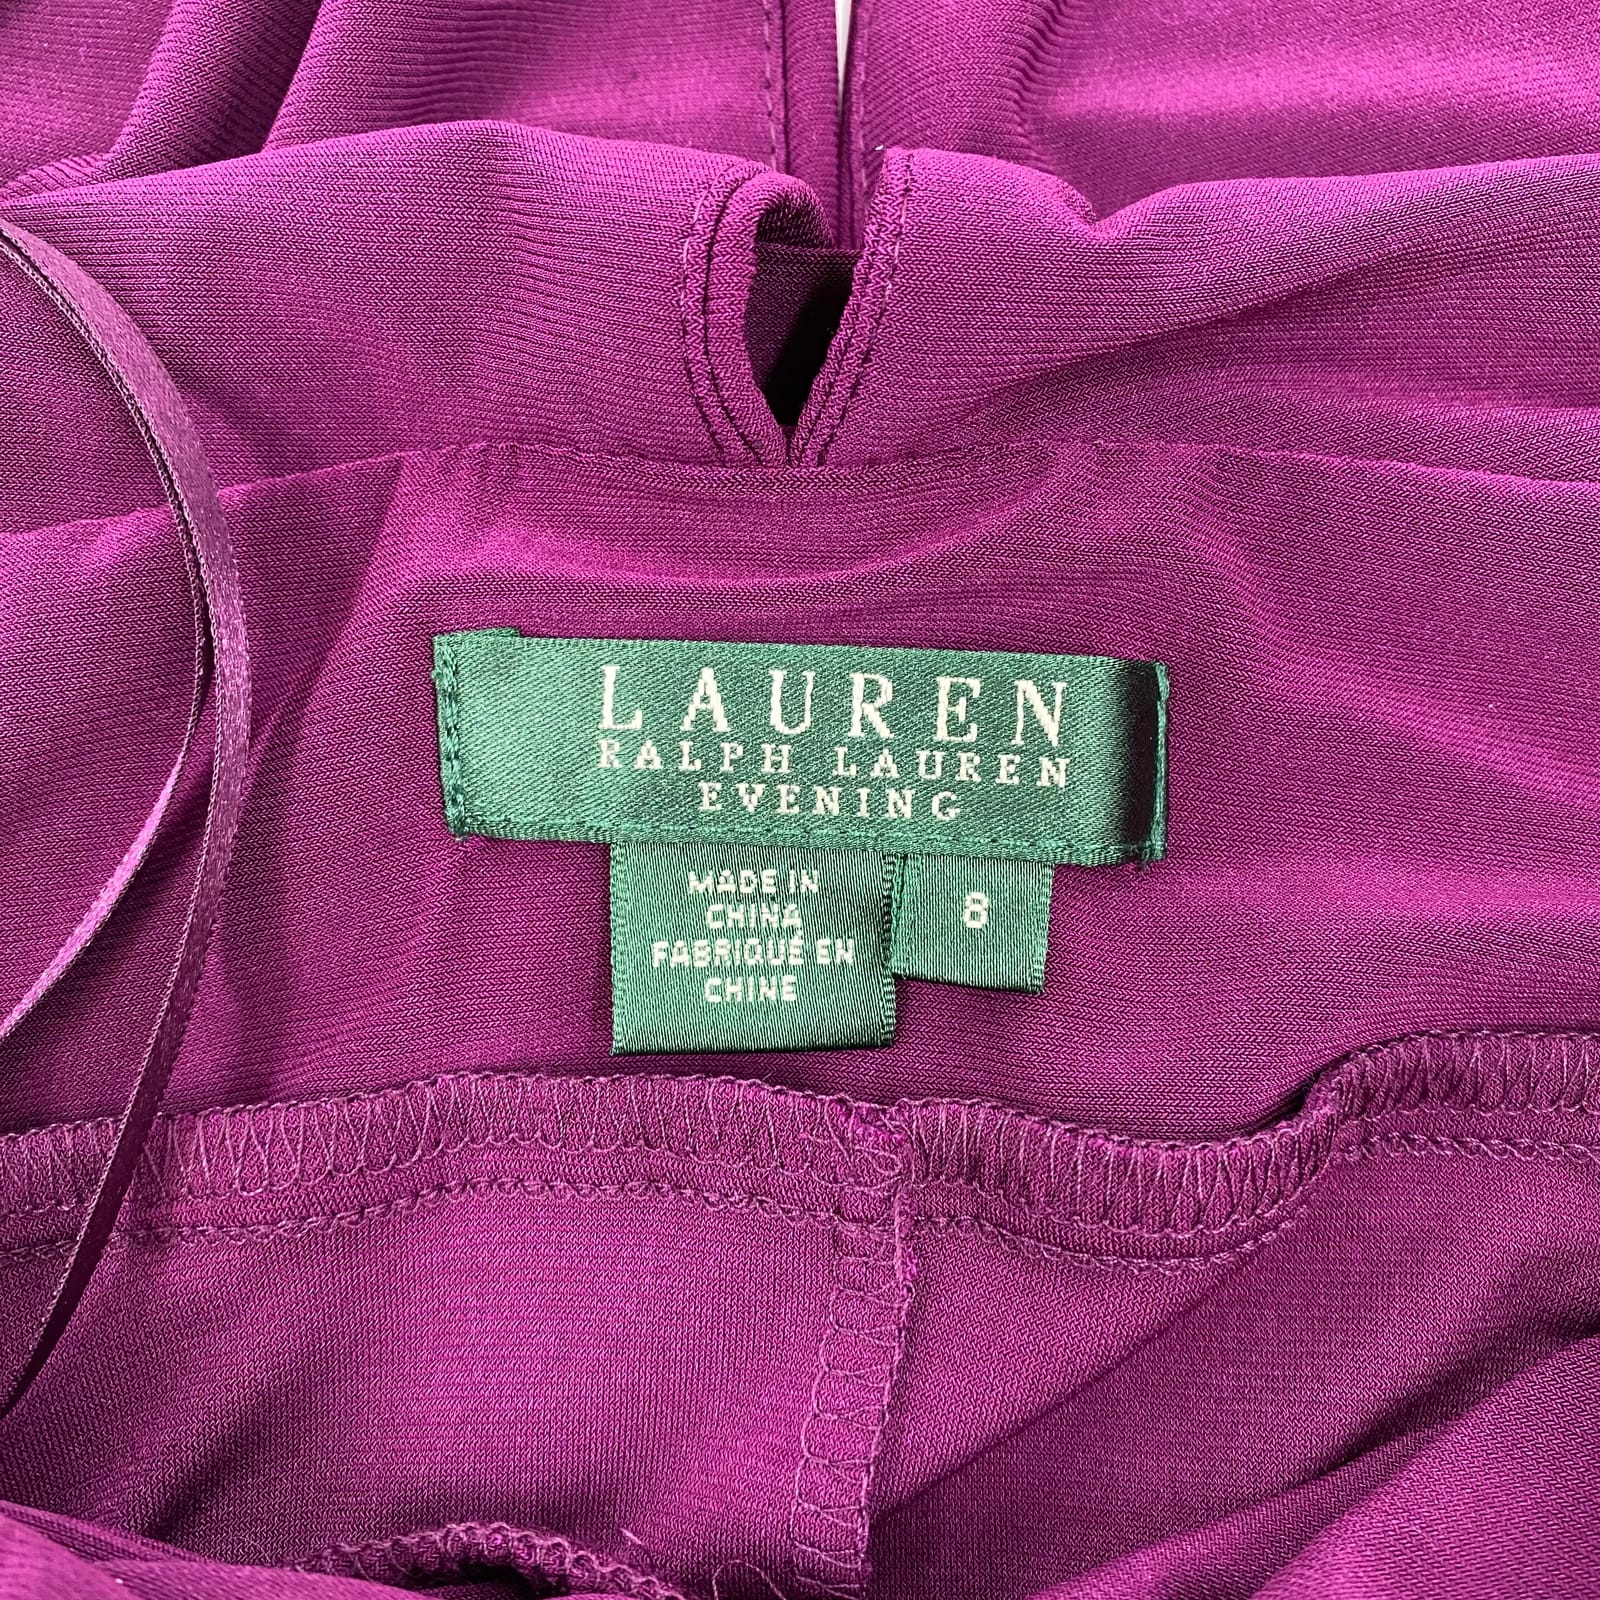 LAUREN
RALPH LAUREN
EVENING
MADE IN
CHINA
FABRIQUÉ EN
CHINE
8